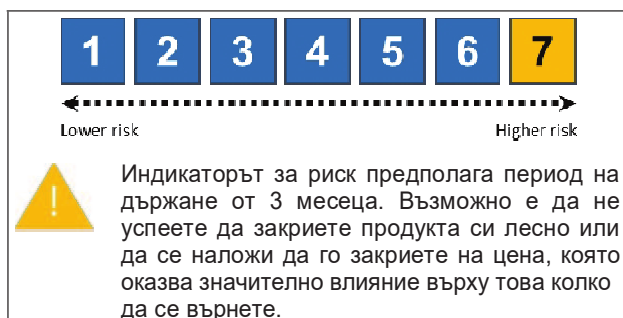 1 2 3 4 5 6 7
Lower risk Higher risk
Индикаторът за риск предполага период на
държане от 3 месеца. Възможно е да не
успеете да закриете продукта си лесно или
да се наложи да го закриете на цена, която
оказва значително влияние върху това колко
да се върнете.